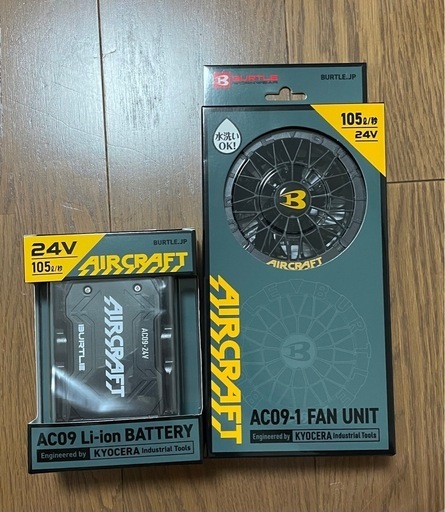 24V
105ℓ/秒
BURTLE.JP
AIRCRAFT
AIRCRAFT
BURTLE
AC09-24V
AC09 Li-ion BATTERY
Engineered by KYOCERA Industrial Tools
BURTLE
BURTLE.JP
105ℓ/秒
24V
水洗い
OK!
B
AIRCRAFT
AIRCRAFT
AC09-1 FAN UNIT
Engineered by KYOCERA Industrial Tools